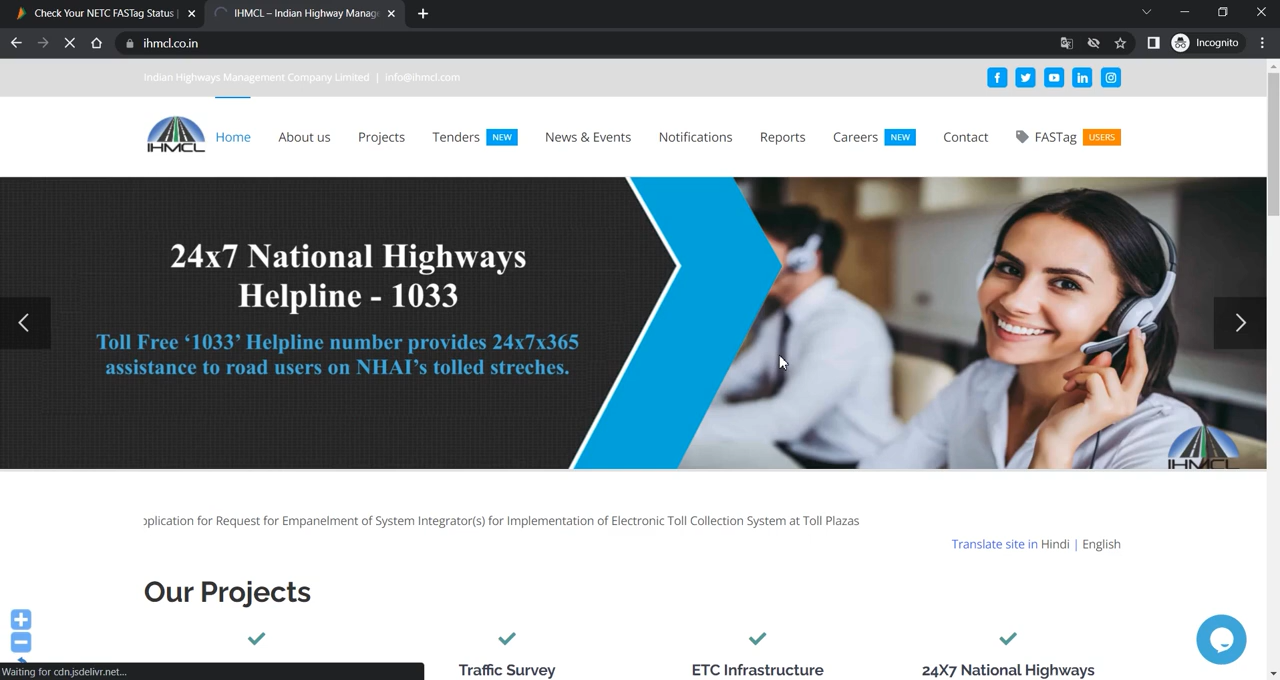 Check Your NETC FASTag Status |
IHMCL – Indian Highway Manag
ihmcl.co.in
Incognito
Indian Highways Management Company Limited | info@ihmcl.com
IHMCL
Home
About us
Projects
Tenders NEW
News & Events
Notifications
Reports
Careers NEW
Contact
FASTag USERS
24x7 National Highways
Helpline - 1033
Toll Free ‘1033’ Helpline number provides 24x7x365
assistance to road users on NHAI’s tolled streches.
IHMCL
pplication for Request for Empanelment of System Integrator(s) for Implementation of Electronic Toll Collection System at Toll Plazas
Translate site in Hindi | English
Our Projects
Traffic Survey
ETC Infrastructure
24X7 National Highways
Waiting for cdn.jsdelivr.net...